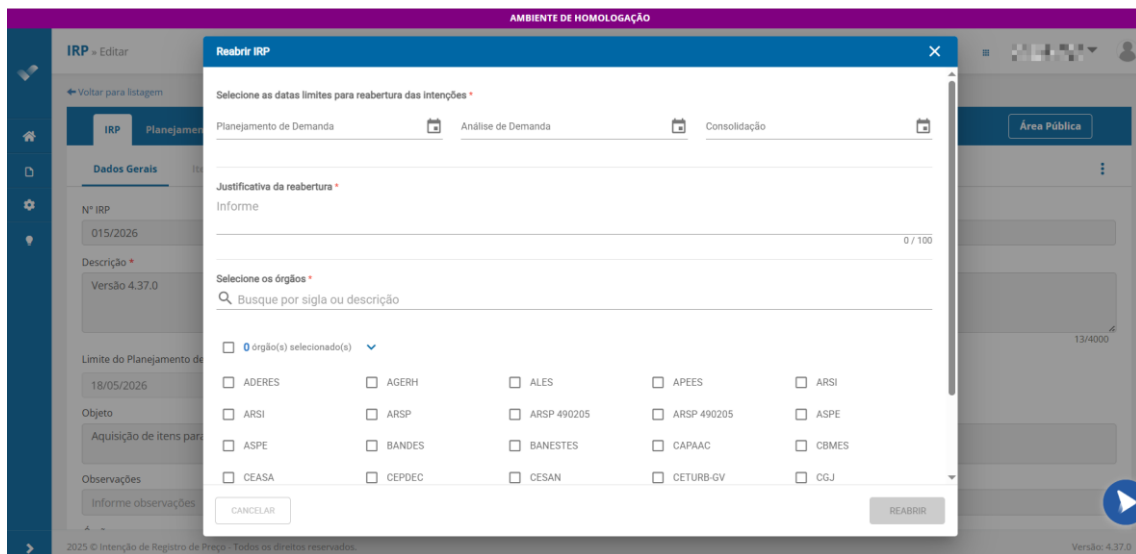 AMBIENTE DE HOMOLOGAÇÃO
IRP » Editar
Reabrir IRP
Voltar para listagem
Selecione as datas limites para reabertura das intenções *
IRP
Planejamen
Planejamento de Demanda
Análise de Demanda
Consolidação
Área Pública
Dados Gerais
Justificativa da reabertura *
Informe
0 / 100
N° IRP
015/2026
Descrição *
Versão 4.37.0
13/4000
Selecione os órgãos *
Busque por sigla ou descrição
0 órgão(s) selecionado(s)
Limite do Planejamento de
18/05/2026
ADERES AGERH ALES APEES ARSI
Objeto
Aquisição de itens para
ARSI ARSP ARSP 490205 ARSP 490205 ASPE
ASPE BANDES BANESTES CAPAAC CBMES
Observações
Informe observações
CEASA CEPDEC CESAN CETURB-GV CGJ
CANCELAR
REABRIR
2025 © Intenção de Registro de Preço - Todos os direitos reservados.
Versão: 4.37.0